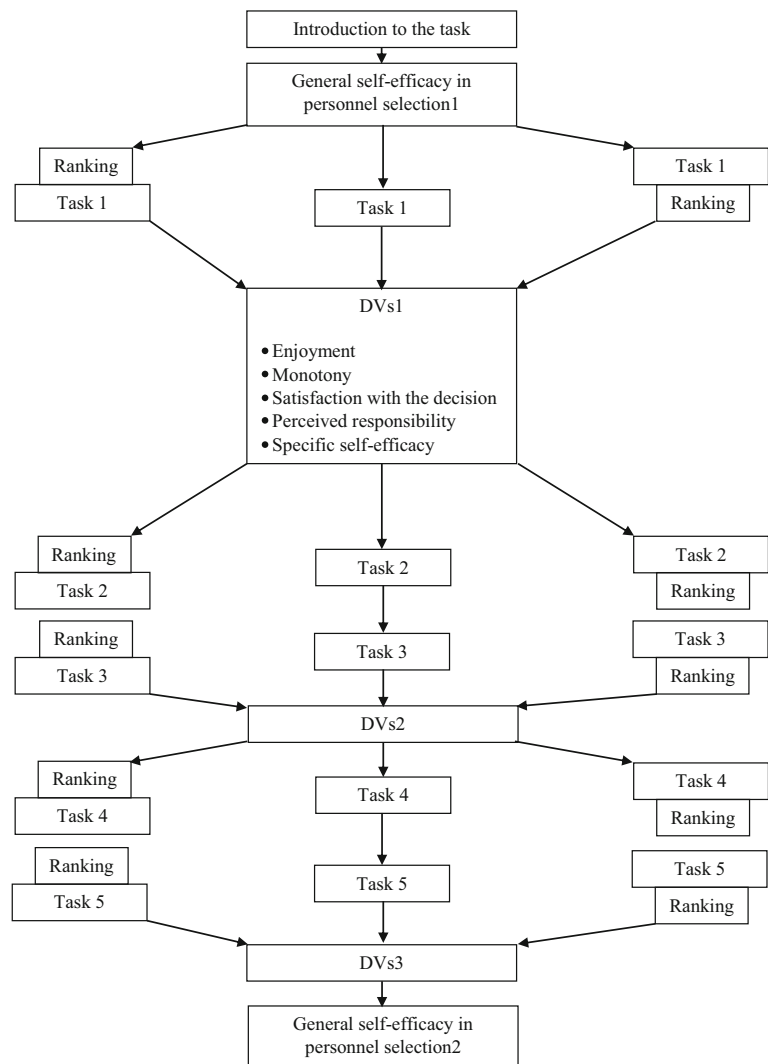 Introduction to the task
General self-efficacy in
personnel selection1
Ranking
Task 1
Task 1
Task 1
Ranking
DVs1
• Enjoyment
• Monotony
• Satisfaction with the decision
• Perceived responsibility
• Specific self-efficacy
Ranking
Task 2
Task 2
Task 2
Ranking
Ranking
Task 3
Task 3
Task 3
Ranking
DVs2
Ranking
Task 4
Task 4
Task 4
Ranking
Ranking
Task 5
Task 5
Task 5
Ranking
DVs3
General self-efficacy in
personnel selection2